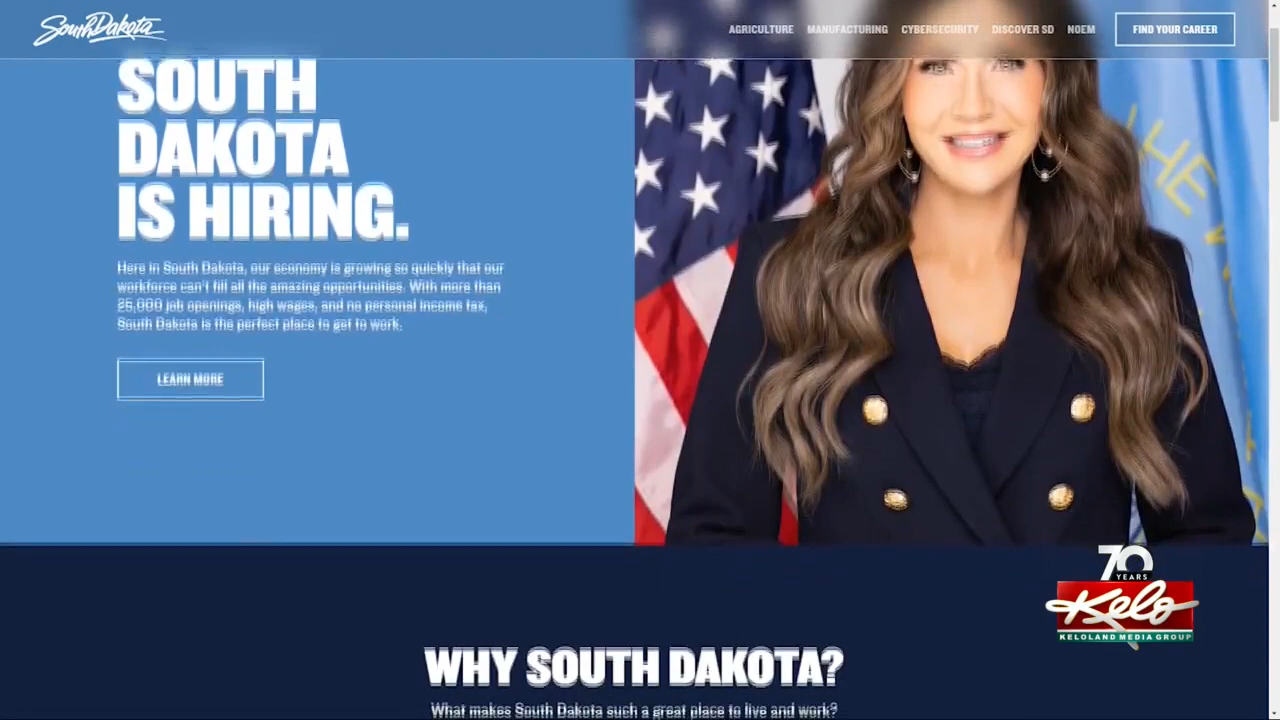 South Dakota
AGRICULTURE MANUFACTURING CYBERSECURITY DISCOVER SD NOEM FIND YOUR CAREER
SOUTH
DAKOTA
IS HIRING.
Here in South Dakota, our economy is growing so quickly that our
workforce can't fill all the amazing opportunities. With more than
25,000 job openings, high wages, and no personal income tax,
South Dakota is the perfect place to get to work.
LEARN MORE
THE
70
YEARS
Kelo
KELOLAND MEDIA GROUP
WHY SOUTH DAKOTA?
What makes South Dakota such a great place to live and work?